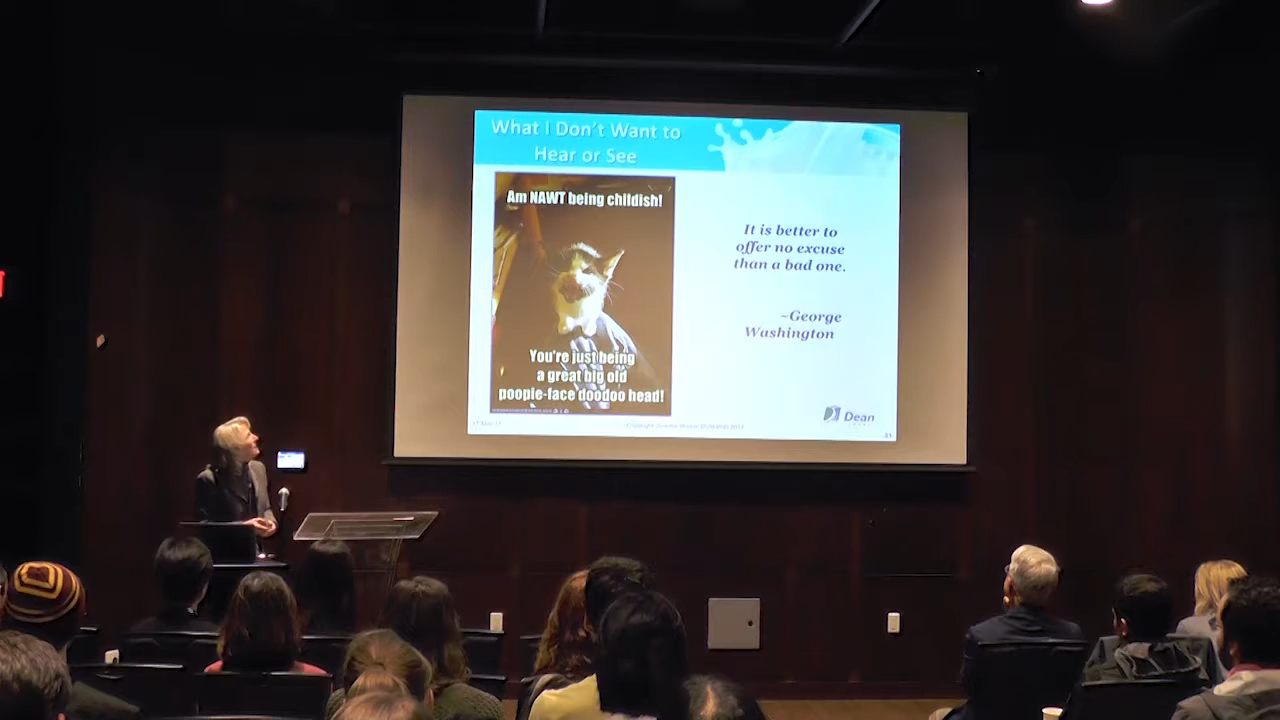 What I Don't Want to
Hear or See
Am NAWT being childish!
You're just being
a great big old
poopie-face doodoo head!
It is better to
offer no excuse
than a bad one.
~George
Washington
Dean
31